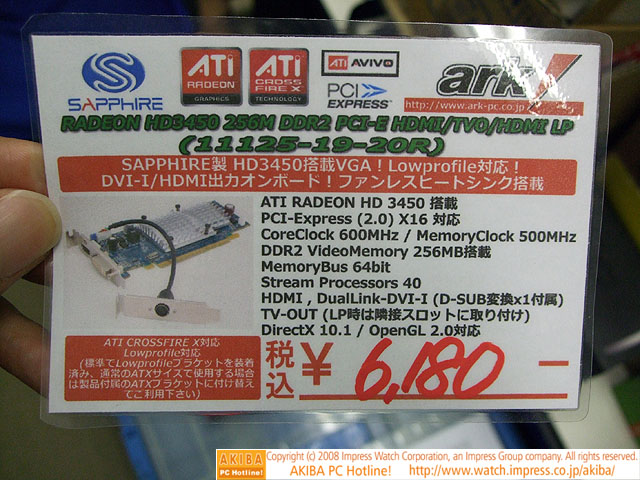 SAPPHIRE
ATI
RADEON
GRAPHICS
ATI
CROSS
FIRE X
TECHNOLOGY
ATI AVIVO
PCI
EXPRESS
ark
http://www.ark-pc.co.jp
RADEON HD3450 256M DDR2 PCI-E HDMI/TVO/HDMI LP
(11125-19-20R)
SAPPHIRE製 HD3450搭載VGA!Lowprofile対応!
DVI-I/HDMI出力オンボード!ファンレスヒートシンク搭載
ATI RADEON HD 3450 搭載
PCI-Express (2.0) X16 対応
CoreClock 600MHz / MemoryClock 500MHz
DDR2 VideoMemory 256MB搭載
MemoryBus 64bit
Stream Processors 40
HDMI , DualLink-DVI-I (D-SUB変換x1付属)
TV-OUT (LP時は隣接スロットに取り付け)
DirectX 10.1 / OpenGL 2.0対応
ATI CROSSFIRE X対応
Lowprofile対応
(標準でLowprofileブラケットを装着
済み、通常のATXサイズで使用する場合
は製品付属のATXブラケットに付け替え
てご利用下さい)
税込 ¥ 6,180 —
AKIBA
PC Hotline!
Copyright (c) 2008 Impress Watch Corporation, an Impress Group company. All rights reserved.
AKIBA PC Hotline! http://www.watch.impress.co.jp/akiba/